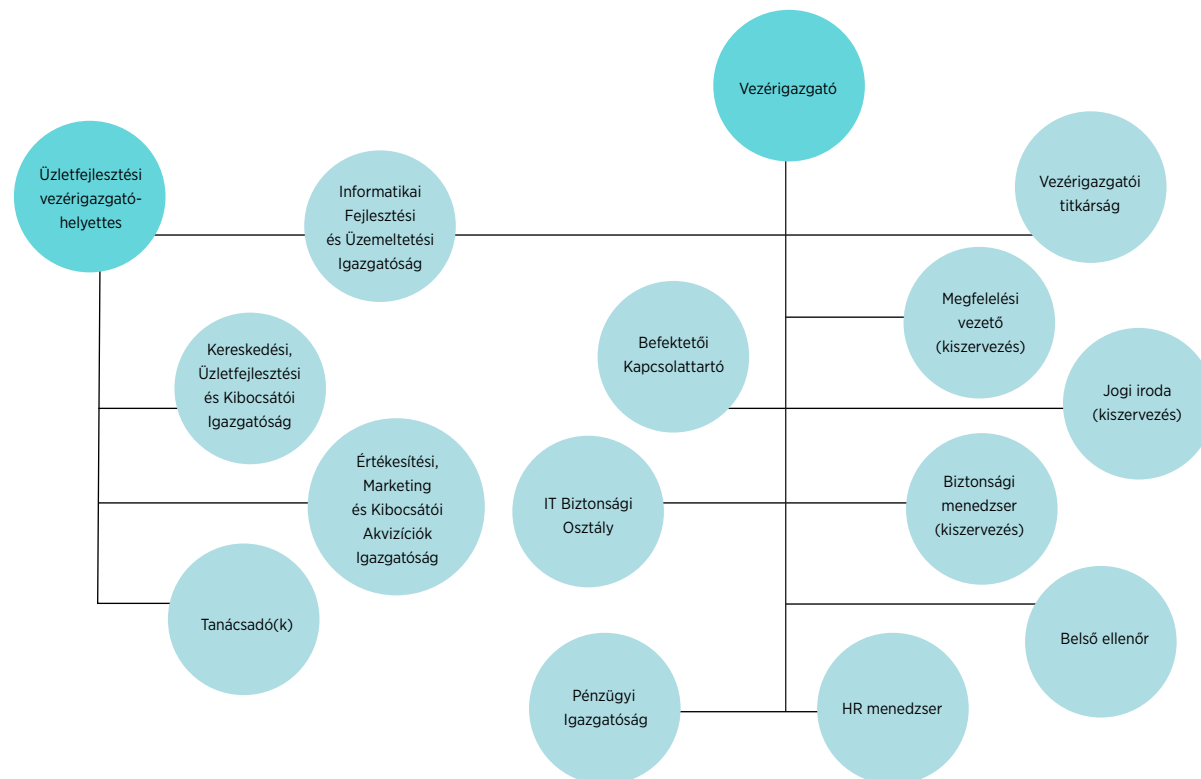 Vezérigazgató
Üzletfejlesztési
vezérigazgató-
helyettes
Informatikai
Fejlesztési
és Üzemeltetési
Igazgatóság
Vezérigazgatói
titkárság
Megfelelési
vezető
(kiszervezés)
Befektetői
Kapcsolattartó
Kereskedési,
Üzletfejlesztési
és Kibocsátói
Igazgatóság
Jogi iroda
(kiszervezés)
Értékesítési,
Marketing
és Kibocsátói
Akvizíciók
Igazgatóság
IT Biztonsági
Osztály
Biztonsági
menedzser
(kiszervezés)
Tanácsadó(k)
Belső ellenőr
Pénzügyi
Igazgatóság
HR menedzser